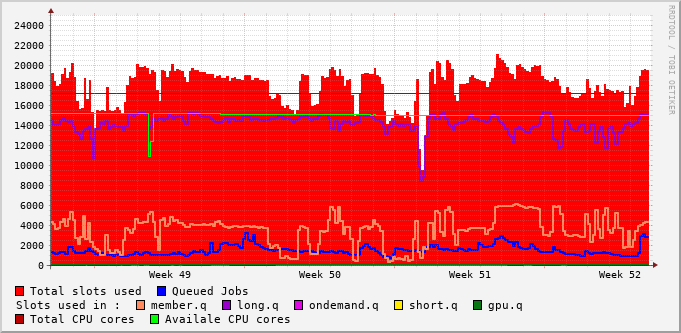 RRDTOOL / TOBI OETIKER
24000
22000
20000
18000
16000
14000
12000
10000
8000
6000
4000
2000
0
Week 49 Week 50 Week 51 Week 52
Total slots used Queued Jobs
Slots used in : member.q long.q ondemand.q short.q gpu.q
Total CPU cores Availale CPU cores